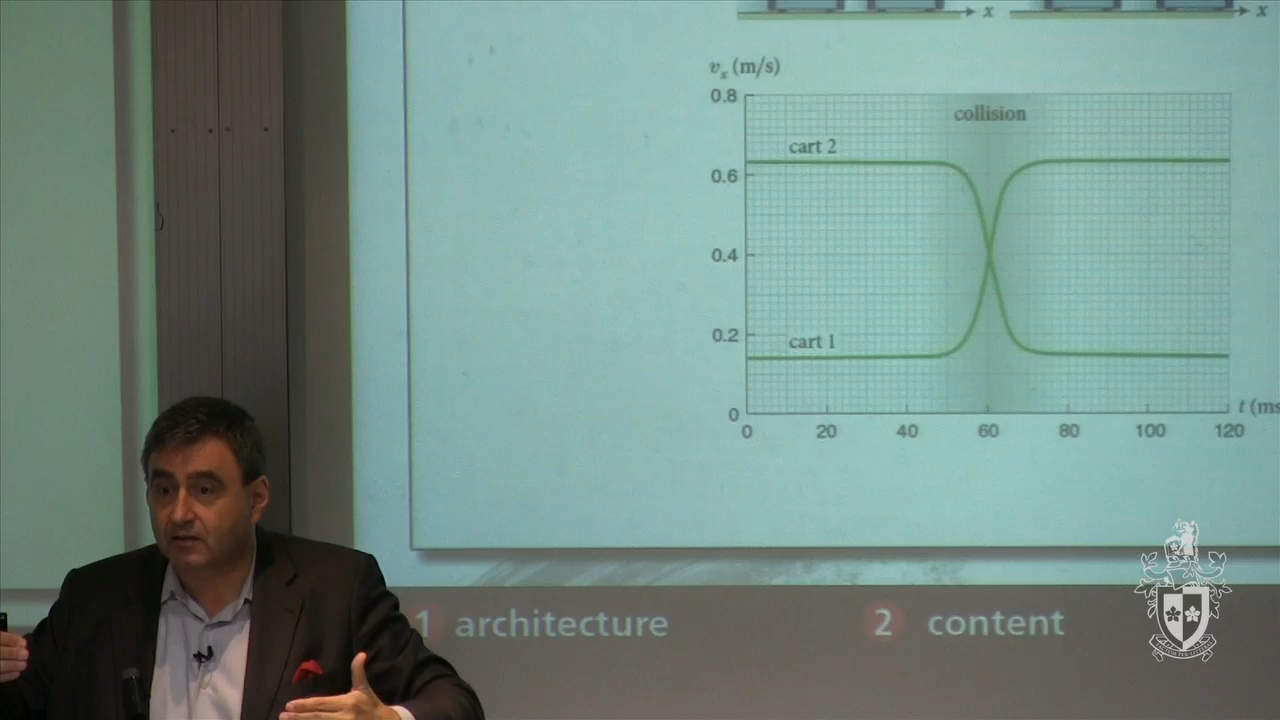 x
x
vx (m/s)
0.8
collision
cart 2
0.6
0.4
0.2
cart 1
0
t (ms
0 20 40 60 80 100 120
1 architecture
2 content